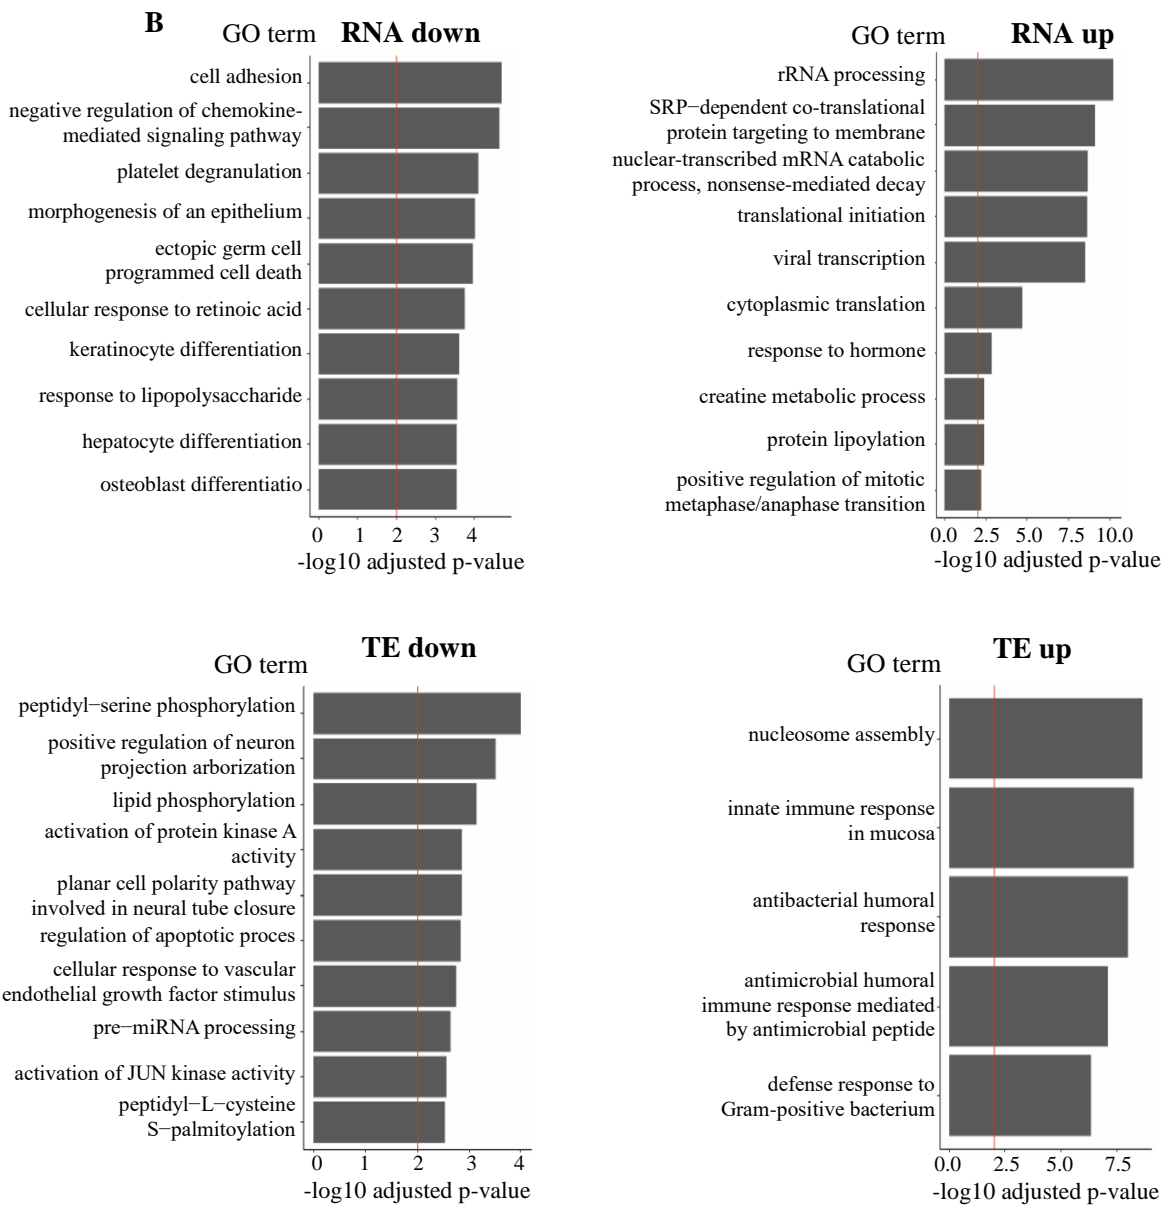 B
GO term RNA down
cell adhesion
negative regulation of chemokine-
mediated signaling pathway
platelet degranulation
morphogenesis of an epithelium
ectopic germ cell
programmed cell death
cellular response to retinoic acid
keratinocyte differentiation
response to lipopolysaccharide
hepatocyte differentiation
osteoblast differentiatio
0 1 2 3 4
-log10 adjusted p-value
GO term RNA up
rRNA processing
SRP−dependent co-translational
protein targeting to membrane
nuclear-transcribed mRNA catabolic
process, nonsense-mediated decay
translational initiation
viral transcription
cytoplasmic translation
response to hormone
creatine metabolic process
protein lipoylation
positive regulation of mitotic
metaphase/anaphase transition
0.0 2.5 5.0 7.5 10.0
-log10 adjusted p-value
TE down
GO term
peptidyl−serine phosphorylation
positive regulation of neuron
projection arborization
lipid phosphorylation
activation of protein kinase A
activity
planar cell polarity pathway
involved in neural tube closure
regulation of apoptotic proces
cellular response to vascular
endothelial growth factor stimulus
pre−miRNA processing
activation of JUN kinase activity
peptidyl−L−cysteine
S−palmitoylation
0 1 2 3 4
-log10 adjusted p-value
TE up
GO term
nucleosome assembly
innate immune response
in mucosa
antibacterial humoral
response
antimicrobial humoral
immune response mediated
by antimicrobial peptide
defense response to
Gram-positive bacterium
0.0 2.5 5.0 7.5
-log10 adjusted p-value